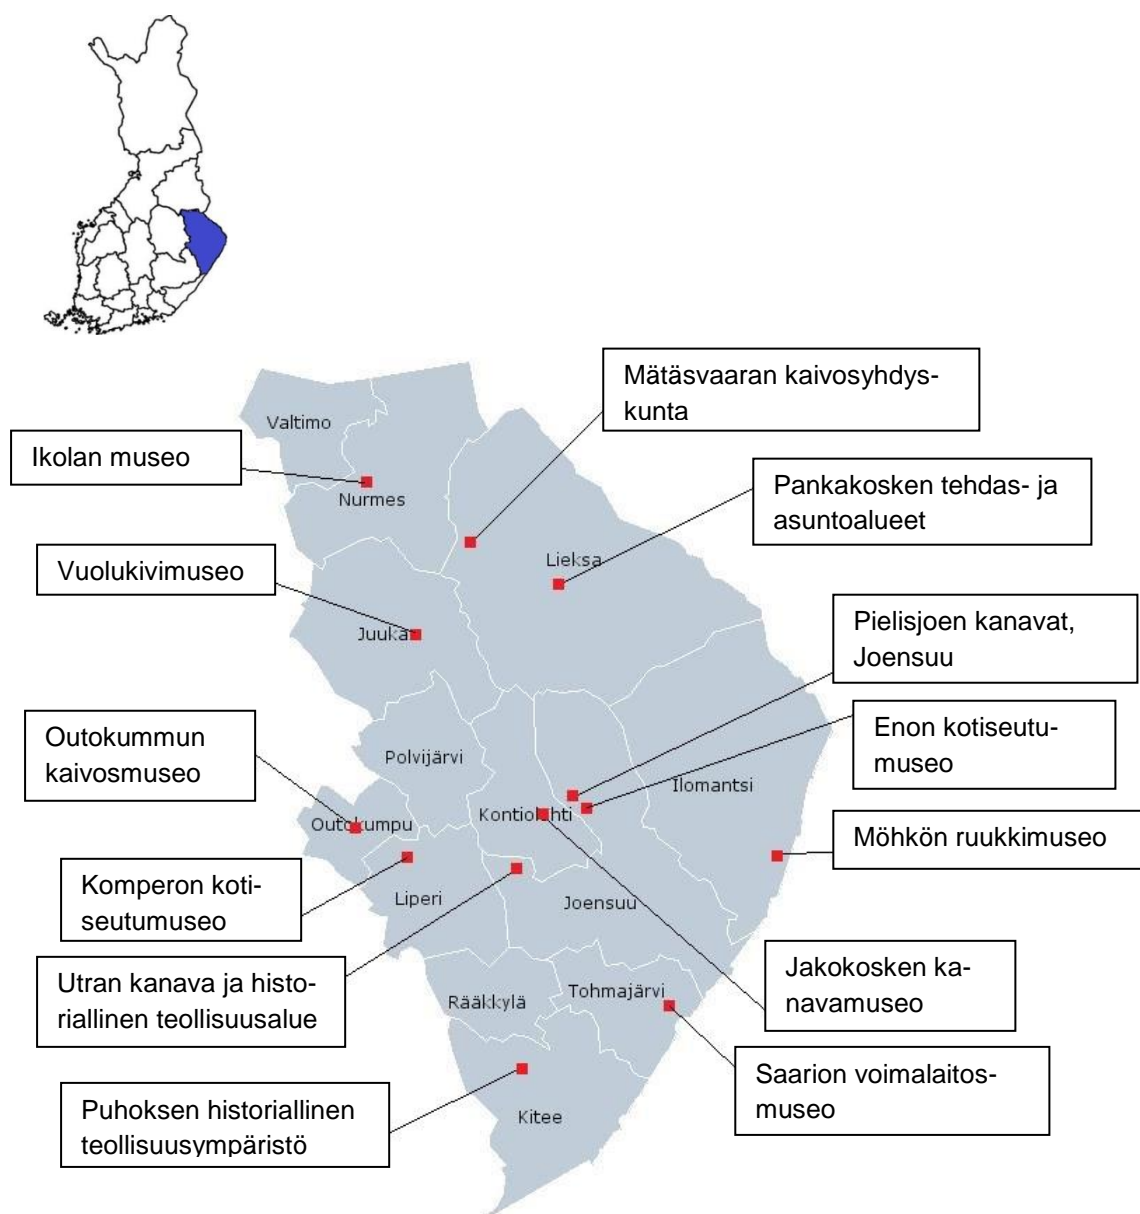 Mätäsvaaran kaivosyhdys-
kunta
Valtimo
Ikolan museo
Pankakosken tehdas- ja
asuntoalueet
Nurmes
Lieksa
Vuolukivimuseo
Juuka
Pielisjoen kanavat,
Joensuu
Enon kotiseutu-
museo
Outokummun
kaivosmuseo
Polvijärvi
Ilomantsi
Kontiolahti
Outokumpu
Möhkön ruukkimuseo
Komperon koti-
seutumuseo
Liperi
Joensuu
Jakokosken ka-
navamuseo
Utran kanava ja histo-
riallinen teollisuusalue
Rääkkylä
Tohmajärvi
Saarion voimalaitos-
museo
Puhoksen historiallinen
teollisuusympäristö
Kitee